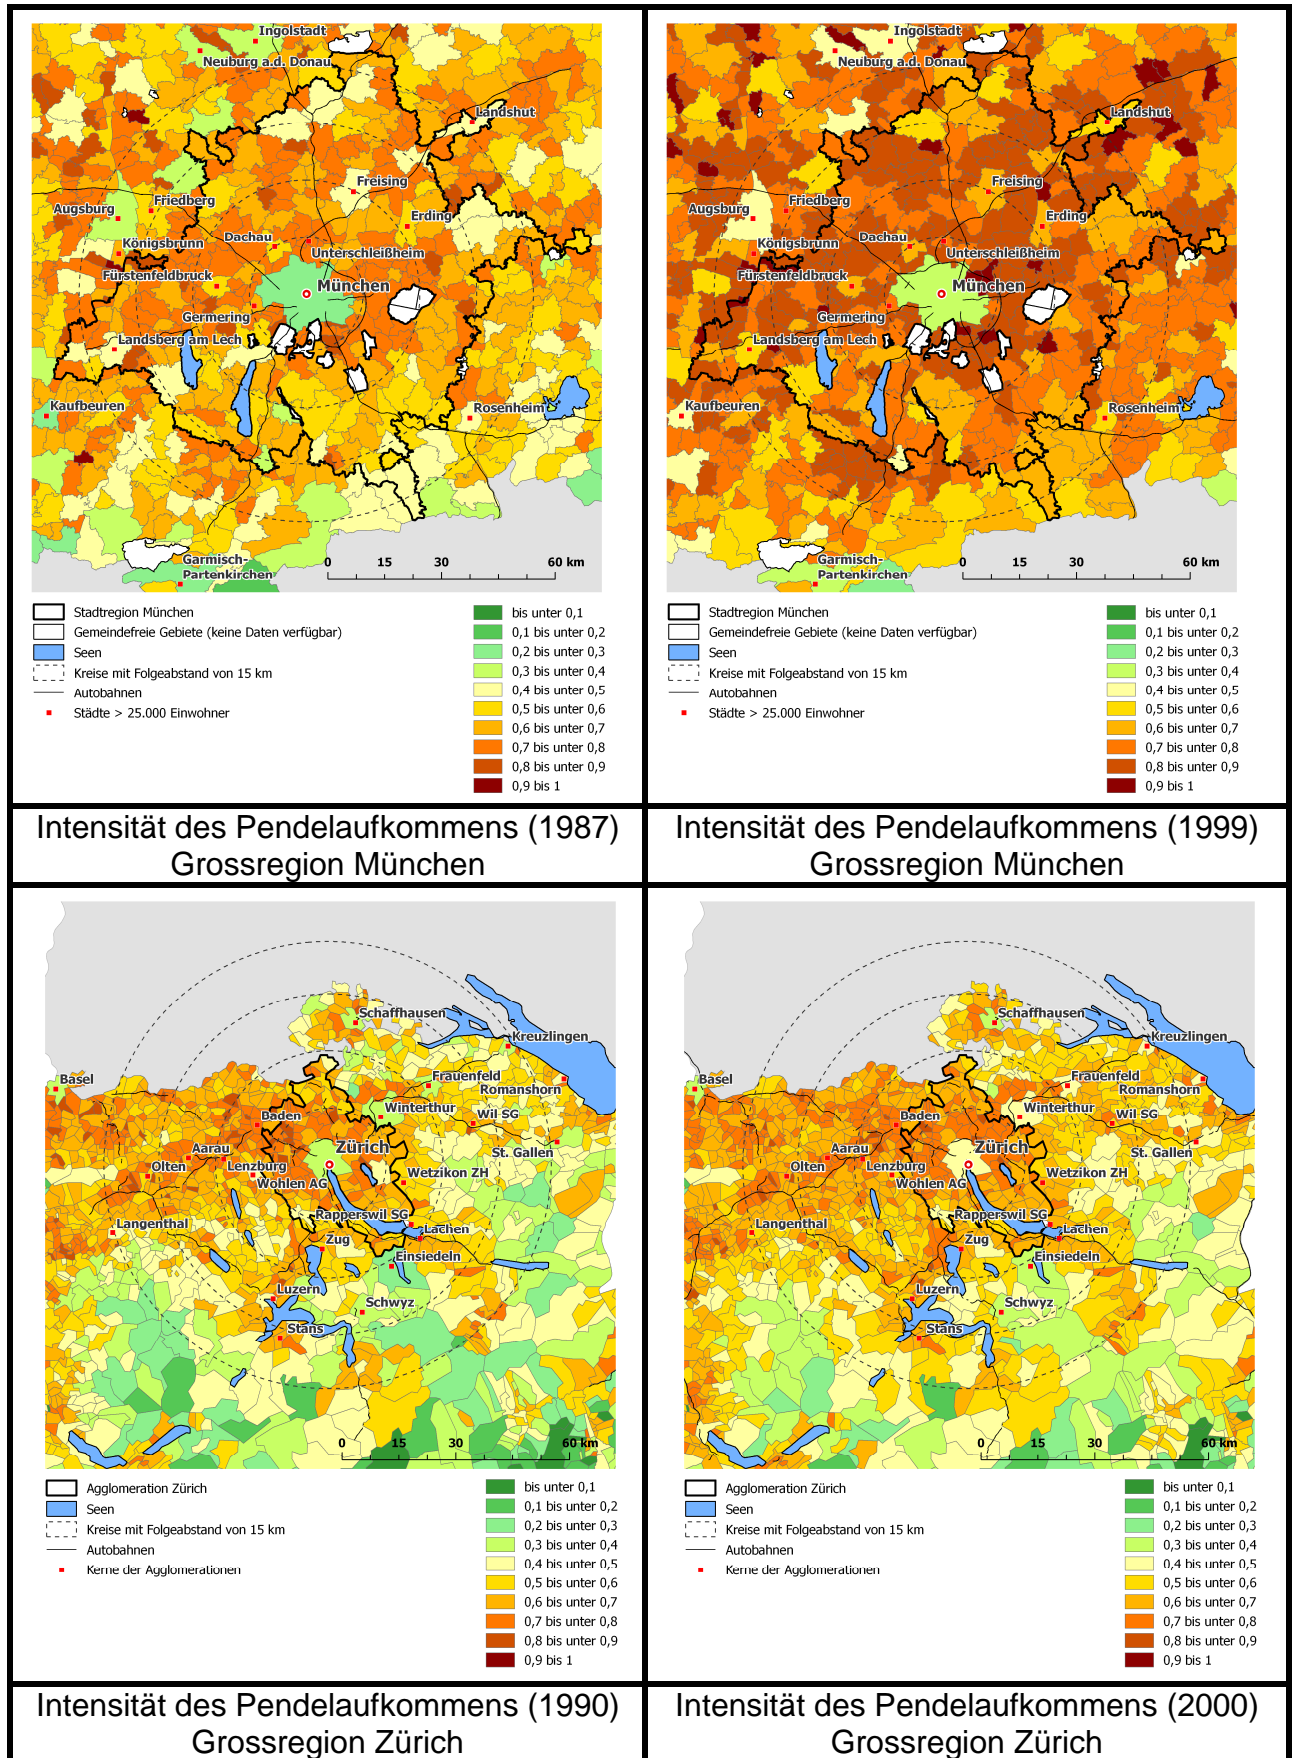 Ingolstadt
Neuburg a.d. Donau
Landshut
Freising
Friedberg
Augsburg
Erding
Dachau
Königsbrunn
Unterschleißheim
Fürstenfeldbruck
München
Germering
Landsberg am Lech
Kaufbeuren
Rosenheim
Garmisch-
Partenkirchen
0 15 30 60 km
Stadtregion München
Gemeindefreie Gebiete (keine Daten verfügbar)
Seen
Kreise mit Folgeabstand von 15 km
Autobahnen
Städte > 25.000 Einwohner
bis unter 0,1
0,1 bis unter 0,2
0,2 bis unter 0,3
0,3 bis unter 0,4
0,4 bis unter 0,5
0,5 bis unter 0,6
0,6 bis unter 0,7
0,7 bis unter 0,8
0,8 bis unter 0,9
0,9 bis 1
Intensität des Pendelaufkommens (1987)
Grossregion München
Ingolstadt
Neuburg a.d. Donau
Landshut
Freising
Friedberg
Augsburg
Erding
Dachau
Königsbrunn
Unterschleißheim
Fürstenfeldbruck
München
Germering
Landsberg am Lech
Kaufbeuren
Rosenheim
Garmisch-
Partenkirchen
0 15 30 60 km
Stadtregion München
Gemeindefreie Gebiete (keine Daten verfügbar)
Seen
Kreise mit Folgeabstand von 15 km
Autobahnen
Städte > 25.000 Einwohner
bis unter 0,1
0,1 bis unter 0,2
0,2 bis unter 0,3
0,3 bis unter 0,4
0,4 bis unter 0,5
0,5 bis unter 0,6
0,6 bis unter 0,7
0,7 bis unter 0,8
0,8 bis unter 0,9
0,9 bis 1
Intensität des Pendelaufkommens (1999)
Grossregion München
Schaffhausen
Kreuzlingen
Basel
Frauenfeld
Romanshorn
Baden
Winterthur
Wil SG
Aarau
Zürich
St. Gallen
Olten
Lenzburg
Wohlen AG
Wetzikon ZH
Langenthal
Rapperswil SG
Lachen
Zug
Einsiedeln
Luzern
Schwyz
Stans
0 15 30 60 km
Agglomeration Zürich
Seen
Kreise mit Folgeabstand von 15 km
Autobahnen
Kerne der Agglomerationen
bis unter 0,1
0,1 bis unter 0,2
0,2 bis unter 0,3
0,3 bis unter 0,4
0,4 bis unter 0,5
0,5 bis unter 0,6
0,6 bis unter 0,7
0,7 bis unter 0,8
0,8 bis unter 0,9
0,9 bis 1
Intensität des Pendelaufkommens (1990)
Grossregion Zürich
Schaffhausen
Kreuzlingen
Basel
Frauenfeld
Romanshorn
Baden
Winterthur
Wil SG
Aarau
Zürich
St. Gallen
Olten
Lenzburg
Wohlen AG
Wetzikon ZH
Langenthal
Rapperswil SG
Lachen
Zug
Einsiedeln
Luzern
Schwyz
Stans
0 15 30 60 km
Agglomeration Zürich
Seen
Kreise mit Folgeabstand von 15 km
Autobahnen
Kerne der Agglomerationen
bis unter 0,1
0,1 bis unter 0,2
0,2 bis unter 0,3
0,3 bis unter 0,4
0,4 bis unter 0,5
0,5 bis unter 0,6
0,6 bis unter 0,7
0,7 bis unter 0,8
0,8 bis unter 0,9
0,9 bis 1
Intensität des Pendelaufkommens (2000)
Grossregion Zürich